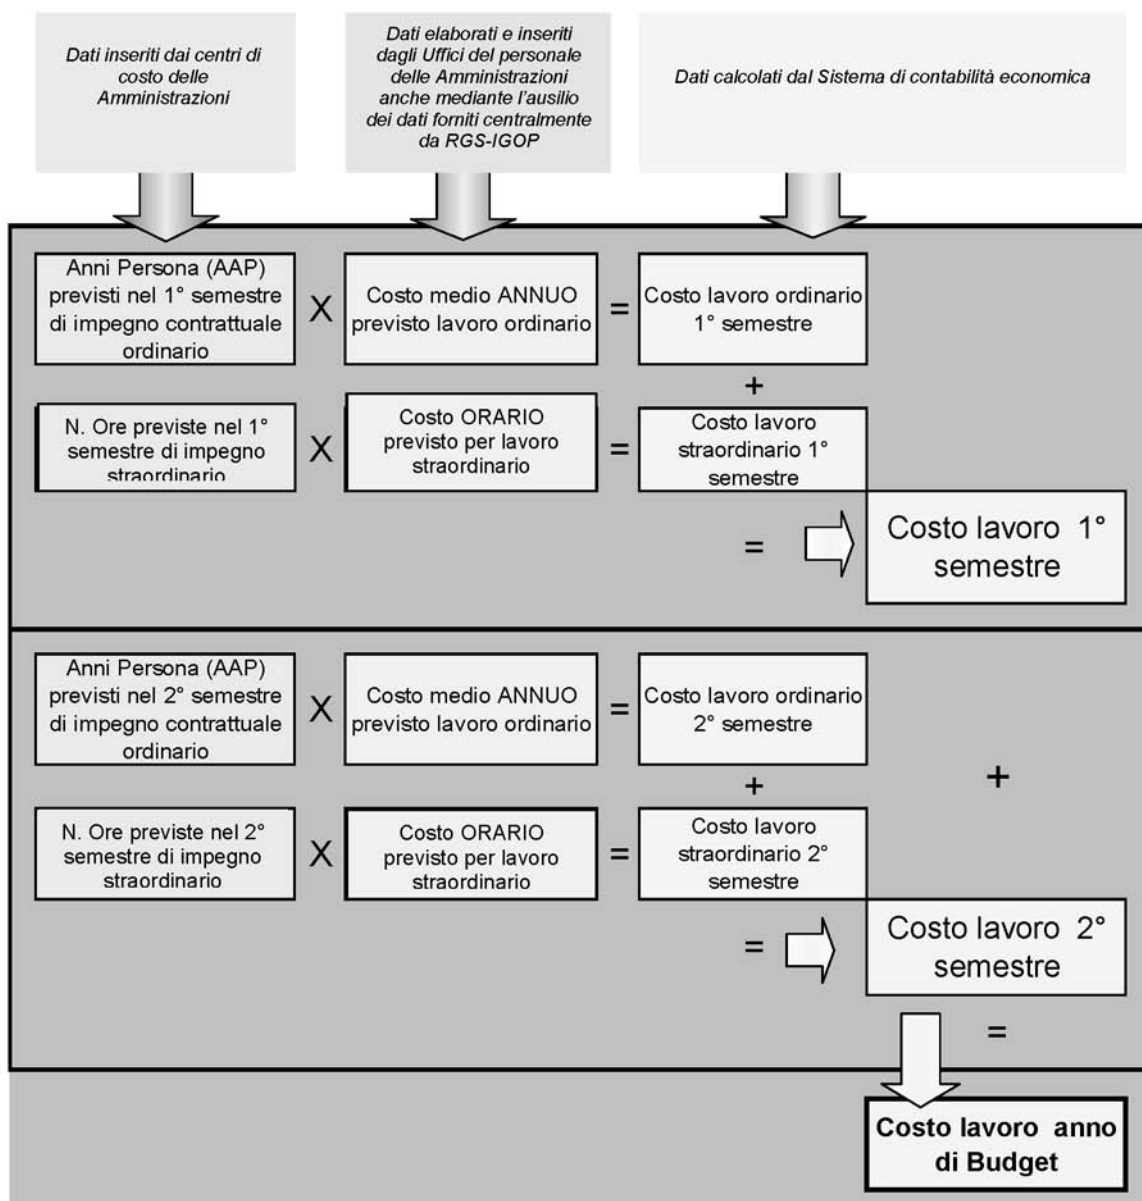 Dati inseriti dai centri di
costo delle
Amministrazioni
Dati elaborati e inseriti
dagli Uffici del personale
delle Amministrazioni
anche mediante l'ausilio
dei dati forniti centralmente
da RGS-IGOP
Dati calcolati dal Sistema di contabilità economica
Anni Persona (AAP)
previsti nel 1° semestre
di impegno contrattuale
ordinario
X
Costo medio ANNUO
previsto lavoro ordinario
=
Costo lavoro ordinario
1° semestre
+
N. Ore previste nel 1°
semestre di impegno
straordinario
X
Costo ORARIO
previsto per lavoro
straordinario
=
Costo lavoro
straordinario 1°
semestre
=
Costo lavoro 1°
semestre
Anni Persona (AAP)
previsti nel 2° semestre
di impegno contrattuale
ordinario
X
Costo medio ANNUO
previsto lavoro ordinario
=
Costo lavoro ordinario
2° semestre
+
+
N. Ore previste nel 2°
semestre di impegno
straordinario
X
Costo ORARIO
previsto per lavoro
straordinario
=
Costo lavoro
straordinario 2°
semestre
=
Costo lavoro 2°
semestre
=
Costo lavoro anno
di Budget